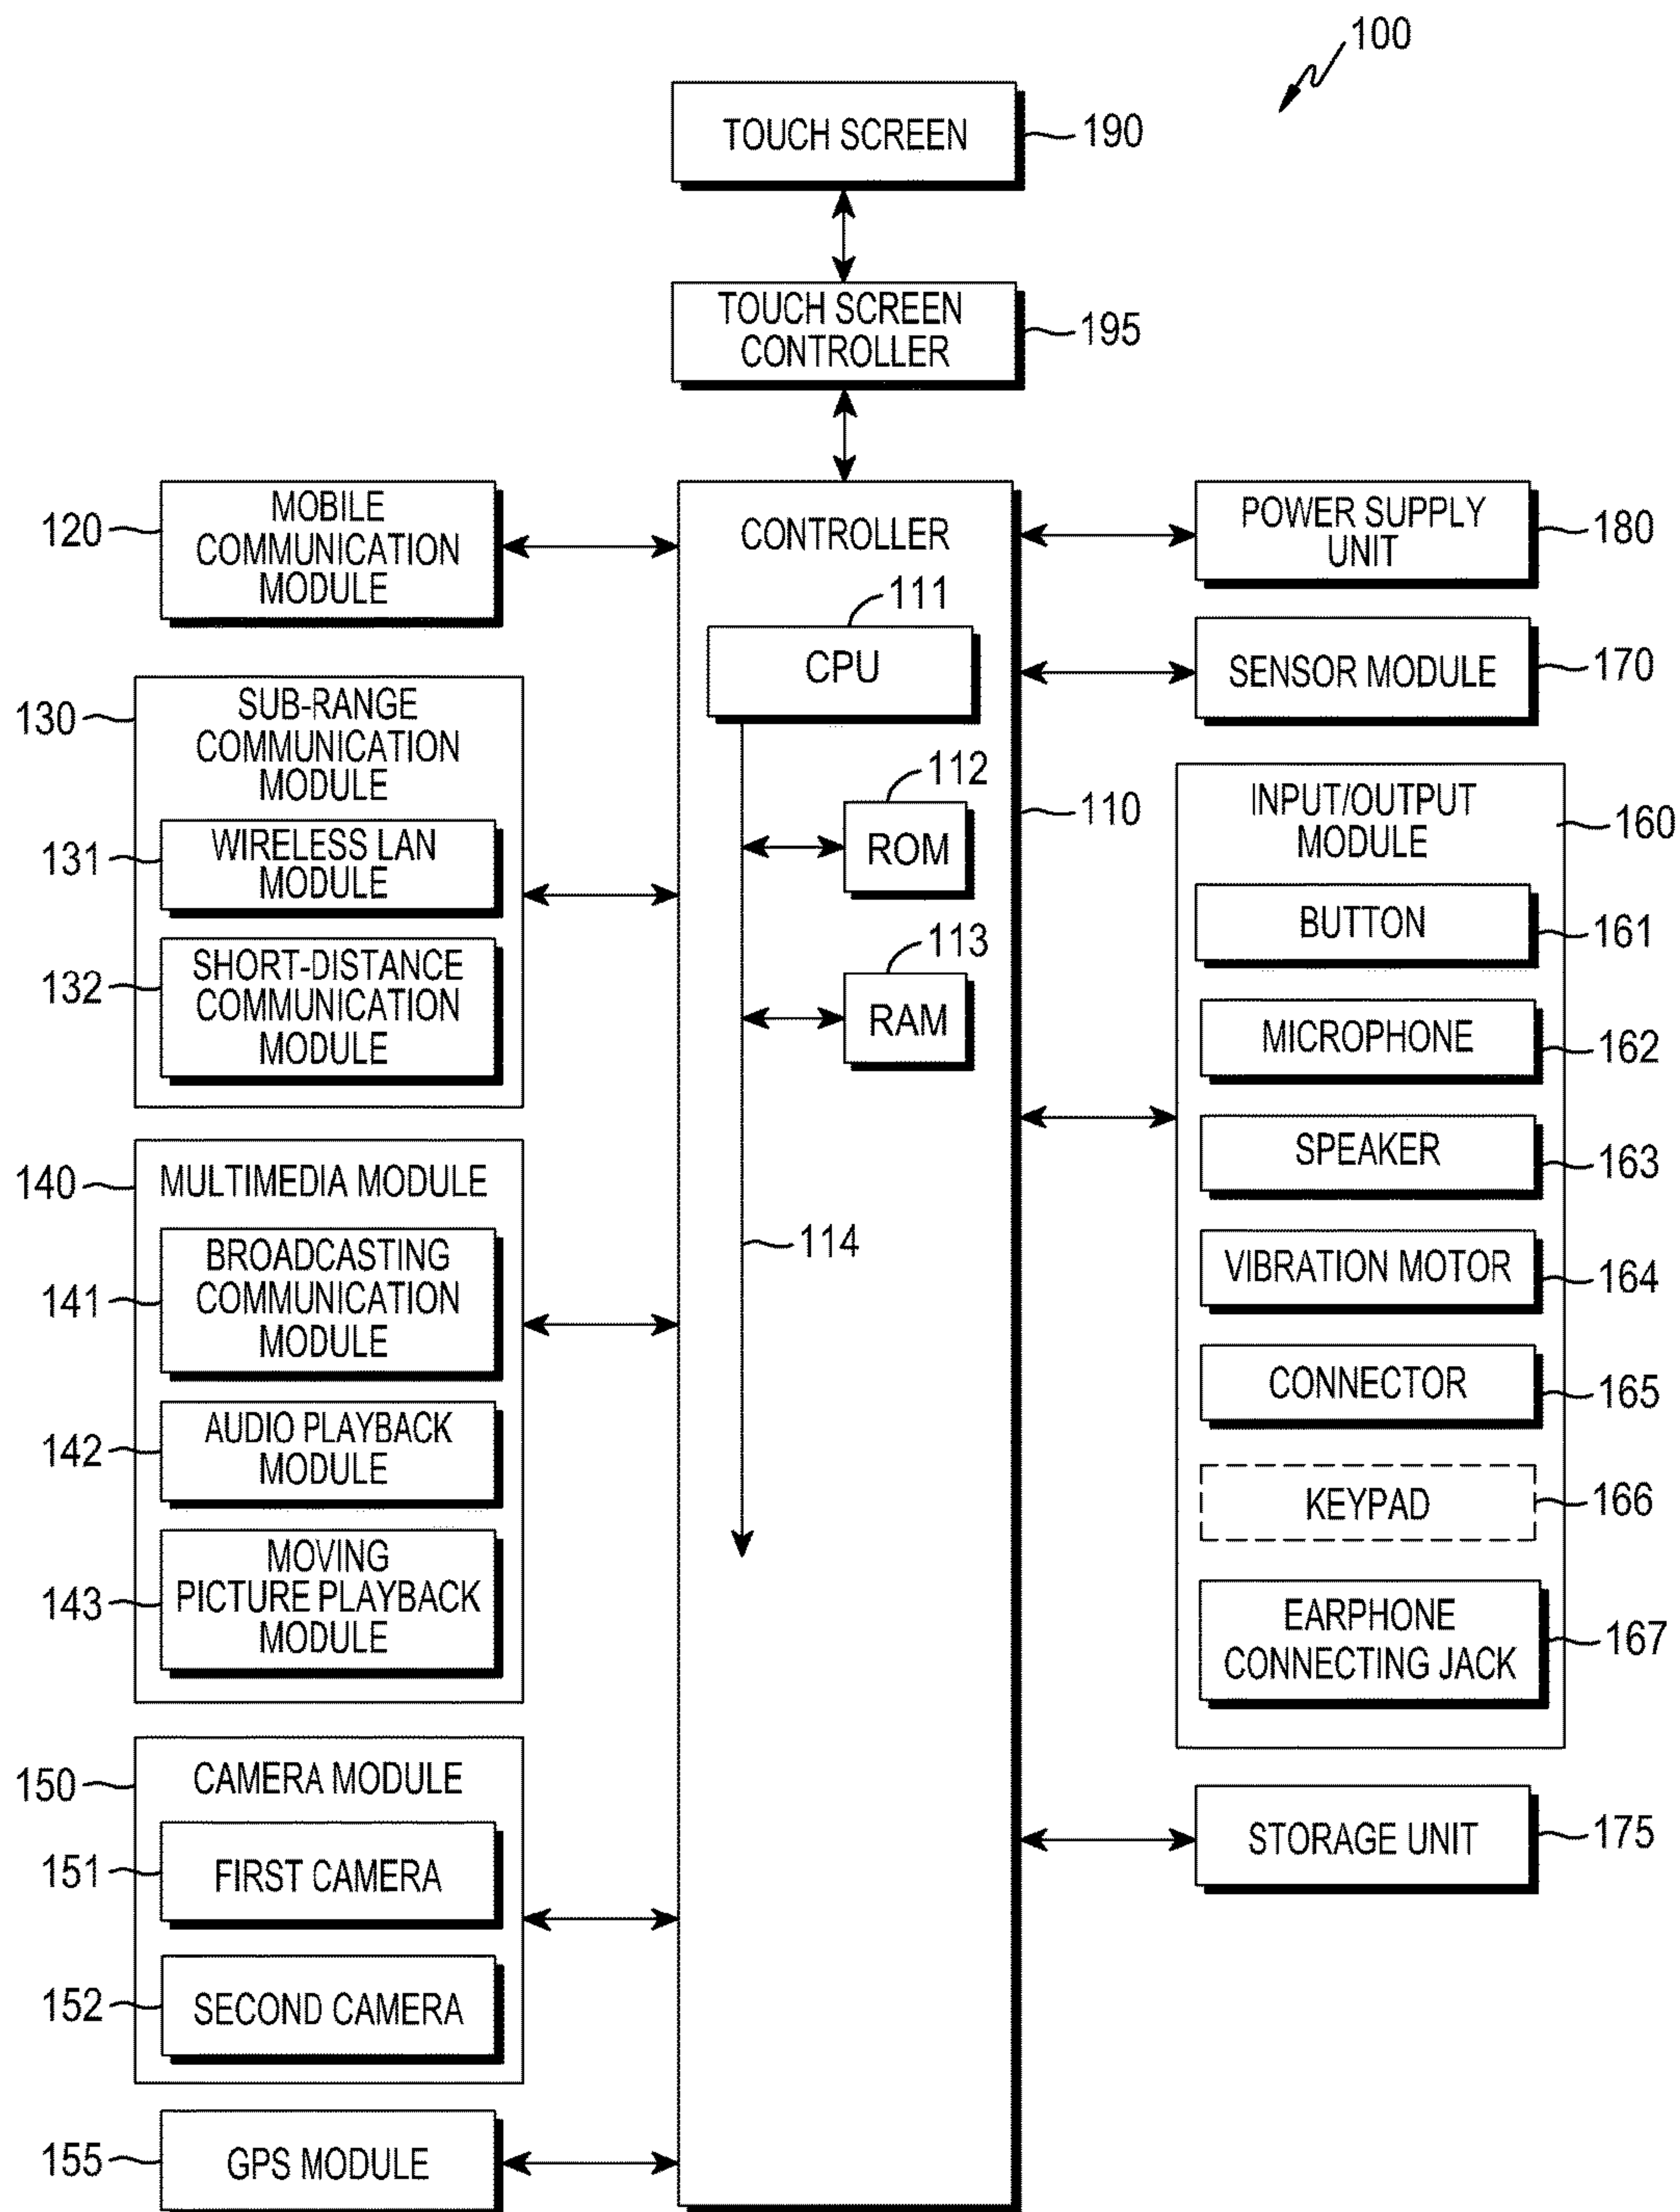 100
TOUCH SCREEN
190
TOUCH SCREEN
CONTROLLER
195
120
MOBILE
COMMUNICATION
MODULE
130
SUB-RANGE
COMMUNICATION
MODULE
131
WIRELESS LAN
MODULE
132
SHORT-DISTANCE
COMMUNICATION
MODULE
140
MULTIMEDIA MODULE
141
BROADCASTING
COMMUNICATION
MODULE
142
AUDIO PLAYBACK
MODULE
143
MOVING
PICTURE PLAYBACK
MODULE
150
CAMERA MODULE
151
FIRST CAMERA
152
SECOND CAMERA
155
GPS MODULE
CONTROLLER
111
CPU
112
ROM
113
RAM
114
110
POWER SUPPLY
UNIT
180
SENSOR MODULE
170
INPUT/OUTPUT
MODULE
160
BUTTON
161
MICROPHONE
162
SPEAKER
163
VIBRATION MOTOR
164
CONNECTOR
165
KEYPAD
166
EARPHONE
CONNECTING JACK
167
STORAGE UNIT
175